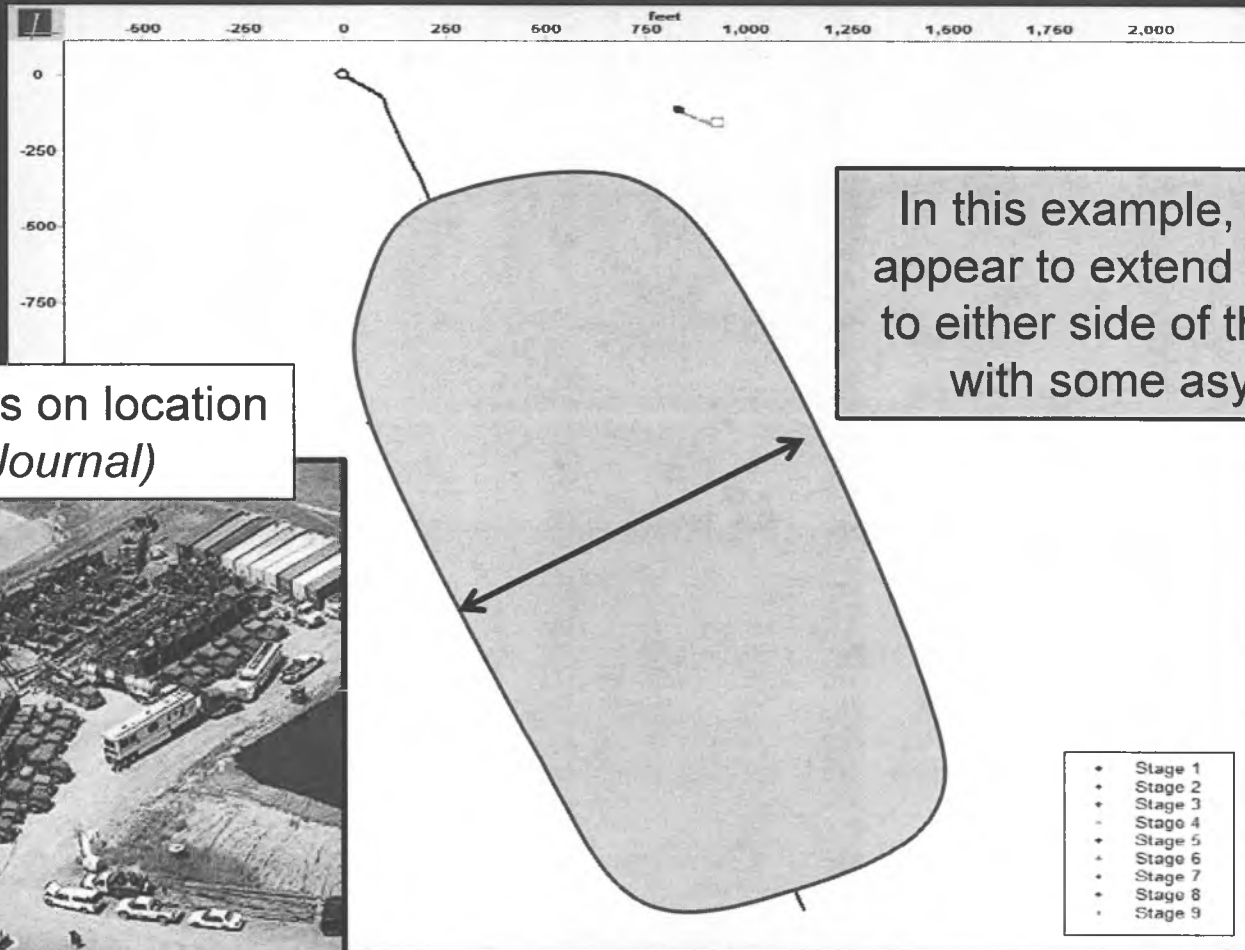 feet
-500 -250 0 250 500 750 1,000 1,250 1,500 1,750 2,000
0
-250
-500
-750
In this example,
appear to extend
to either side of th
with some asy
s on location
Journal)
Stage 1
Stage 2
Stage 3
Stage 4
Stage 5
Stage 6
Stage 7
Stage 8
Stage 9